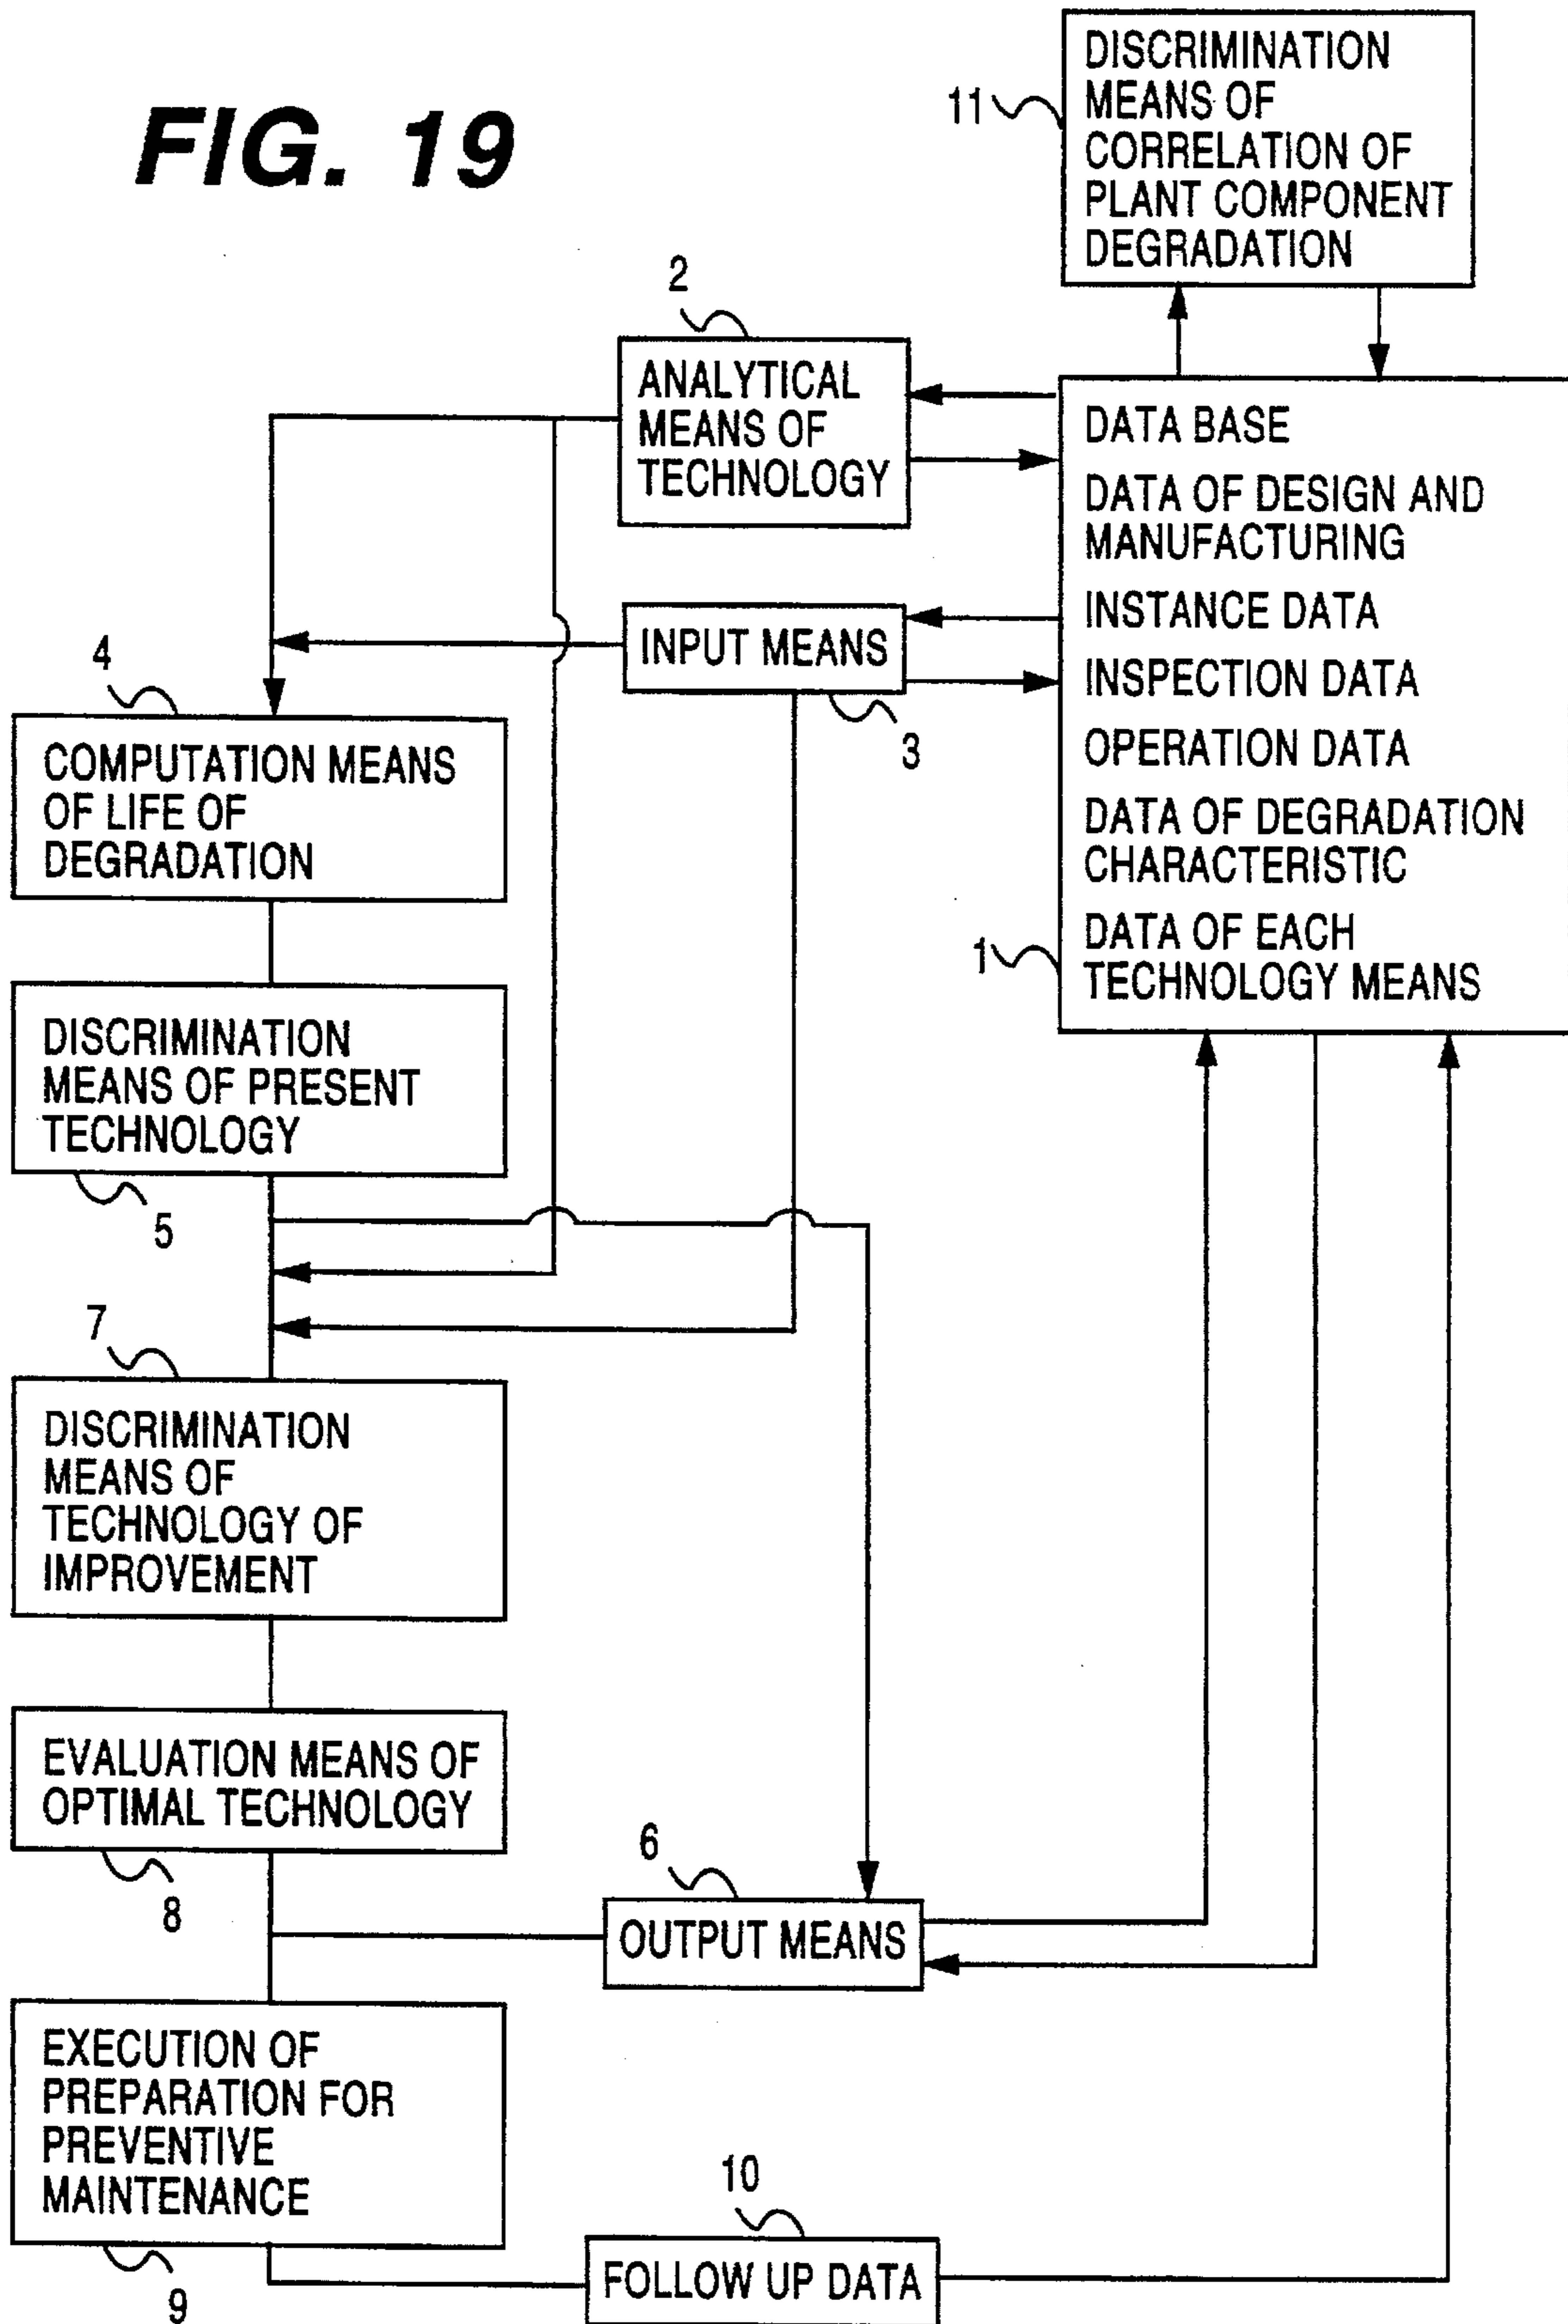 FIG. 19
11
DISCRIMINATION
MEANS OF
CORRELATION OF
PLANT COMPONENT
DEGRADATION
2
ANALYTICAL
MEANS OF
TECHNOLOGY
DATA BASE
DATA OF DESIGN AND
MANUFACTURING
INSTANCE DATA
INSPECTION DATA
OPERATION DATA
DATA OF DEGRADATION
CHARACTERISTIC
DATA OF EACH
TECHNOLOGY MEANS
1
INPUT MEANS
3
4
COMPUTATION MEANS
OF LIFE OF
DEGRADATION
DISCRIMINATION
MEANS OF PRESENT
TECHNOLOGY
5
7
DISCRIMINATION
MEANS OF
TECHNOLOGY OF
IMPROVEMENT
EVALUATION MEANS OF
OPTIMAL TECHNOLOGY
8
6
OUTPUT MEANS
EXECUTION OF
PREPARATION FOR
PREVENTIVE
MAINTENANCE
9
10
FOLLOW UP DATA